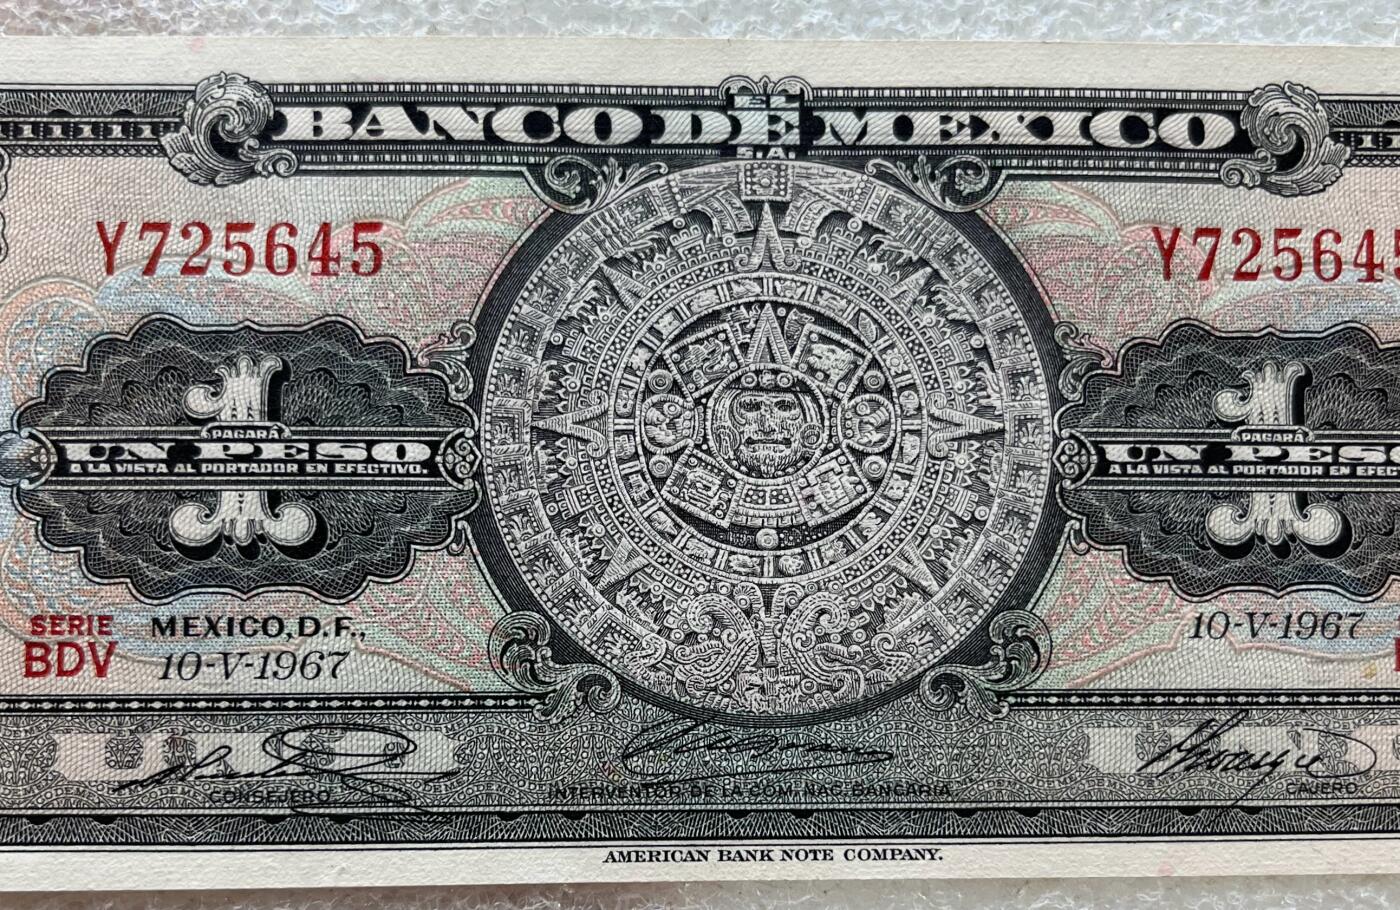 EL BANCO DE MEXICO
S.A.
Y725645
Y725645
1
PAGARÁ
UN PESO
A LA VISTA AL PORTADOR EN EFECTIVO.
1
PAGARÁ
UN PESO
A LA VISTA AL PORTADOR EN EFEC
SERIE
BDV
MEXICO, D.F.,
10-V-1967
10-V-1967
CONSEJERO
INTERVENTOR DE LA COM. NAC. BANCARIA.
CAJERO.
AMERICAN BANK NOTE COMPANY.